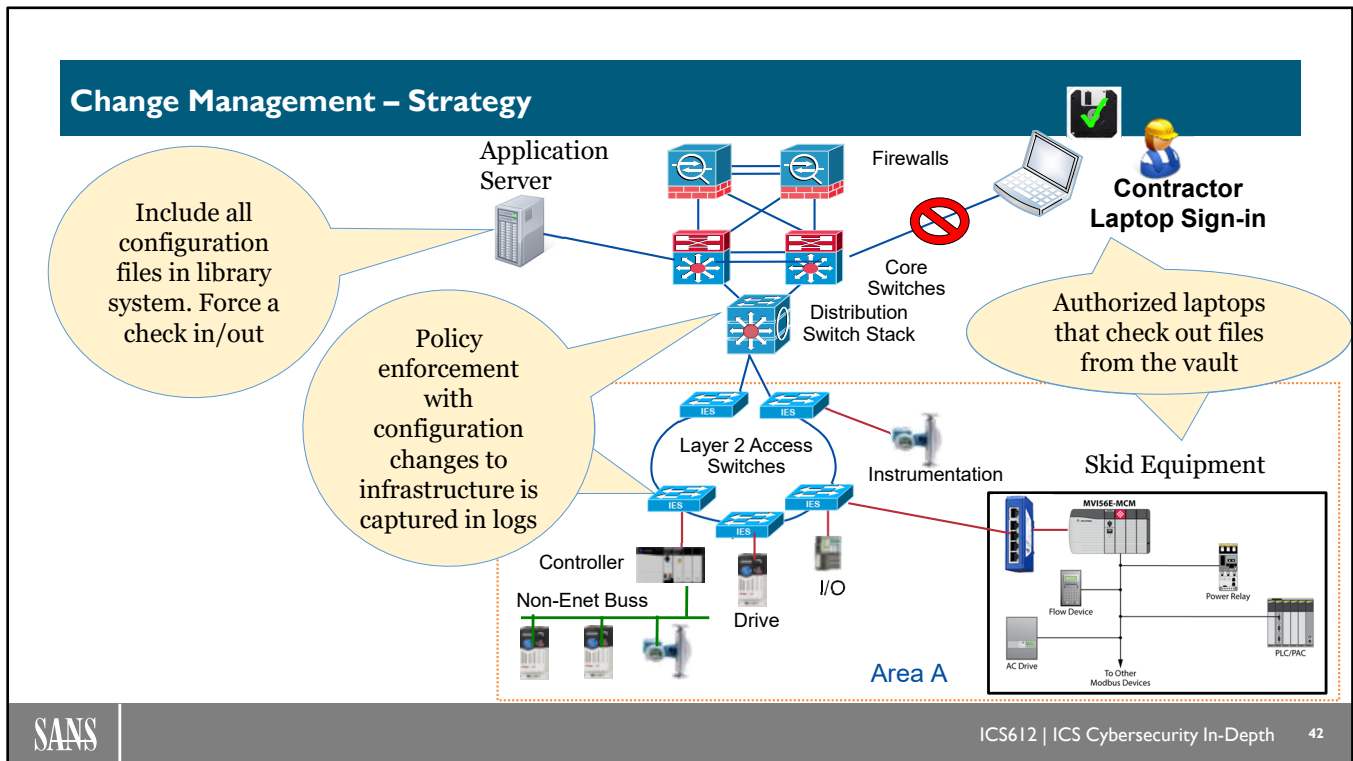 Change Management – Strategy
Application
Server
Firewalls
Contractor
Laptop Sign-in
Include all
configuration
files in library
system. Force a
check in/out
Core
Switches
Distribution
Switch Stack
Authorized laptops
that check out files
from the vault
Policy
enforcement
with
configuration
changes to
infrastructure is
captured in logs
IES
IES
Layer 2 Access
Switches
Instrumentation
Skid Equipment
IES
IES
IES
MVI56E-MCM
Controller
I/O
Non-Enet Buss
Drive
Flow Device
Power Relay
AC Drive
PLC/PAC
To Other
Modbus Devices
Area A
SANS
ICS612 | ICS Cybersecurity In-Depth 42